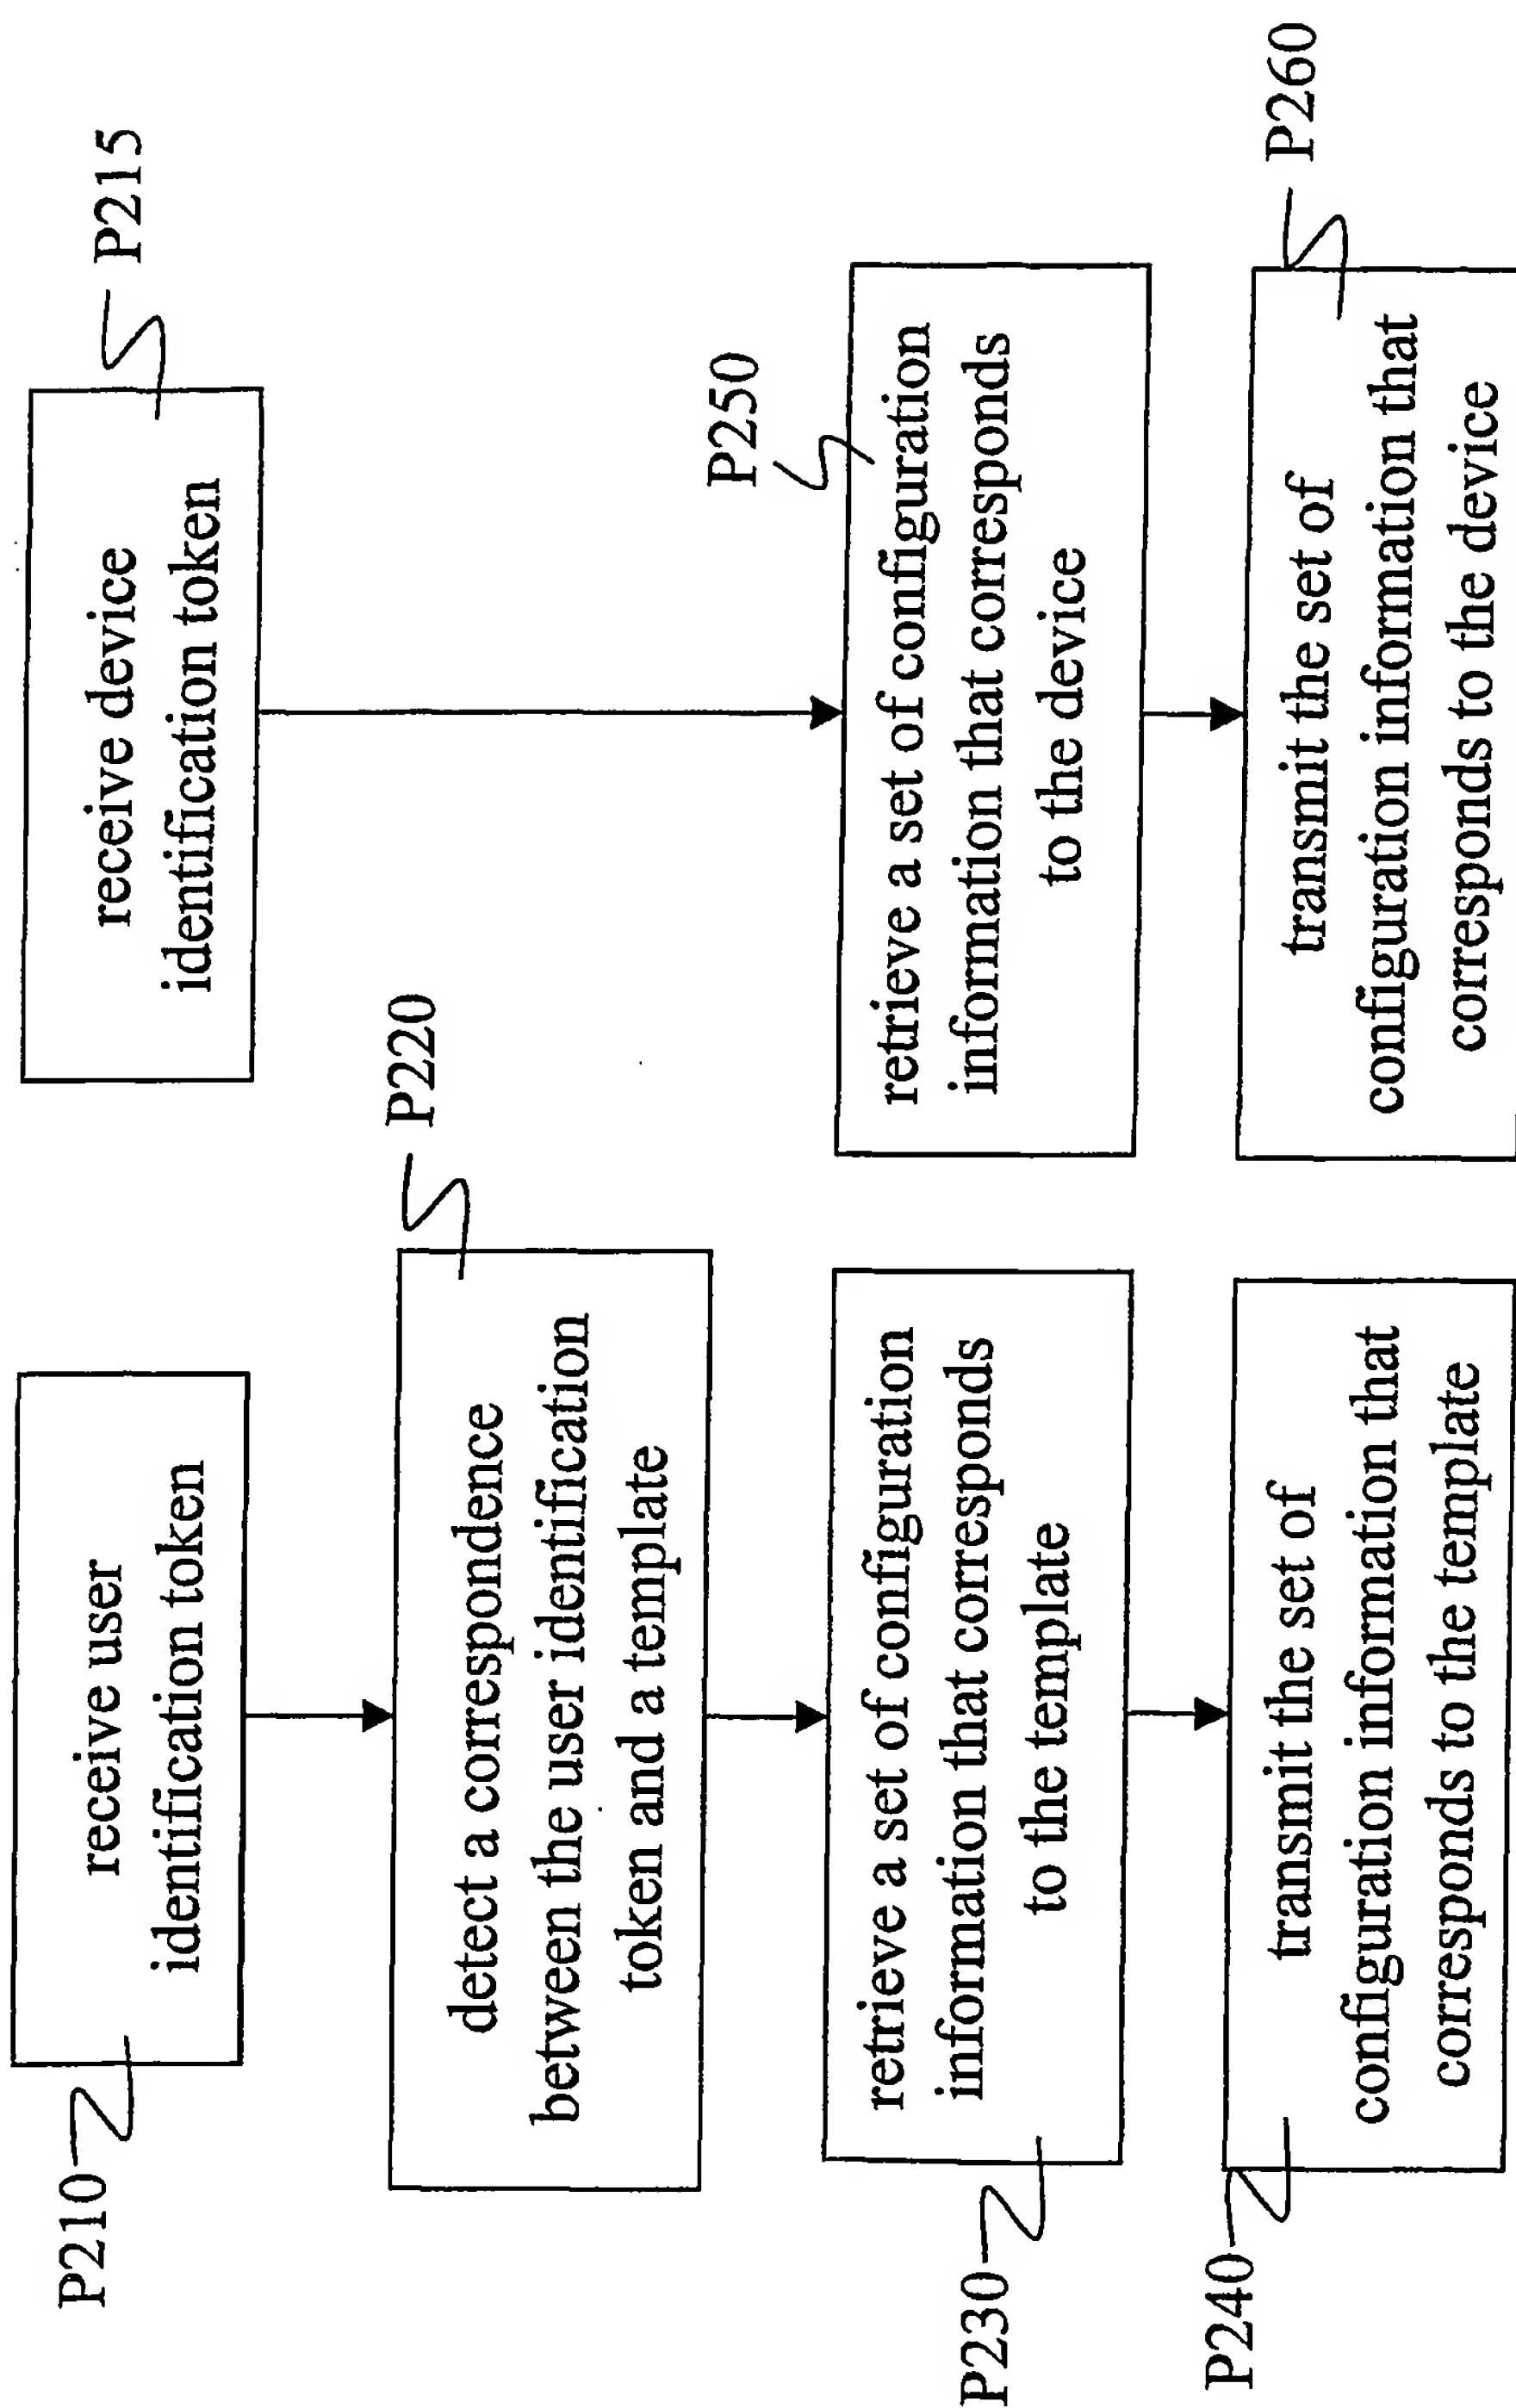 P210
receive user
identification token
P220
detect a correspondence
between the user identification
token and a template
P230
retrieve a set of configuration
information that corresponds
to the template
P240
transmit the set of
configuration information that
corresponds to the template
P215
receive device
identification token
P250
retrieve a set of configuration
information that corresponds
to the device
P260
transmit the set of
configuration information that
corresponds to the device